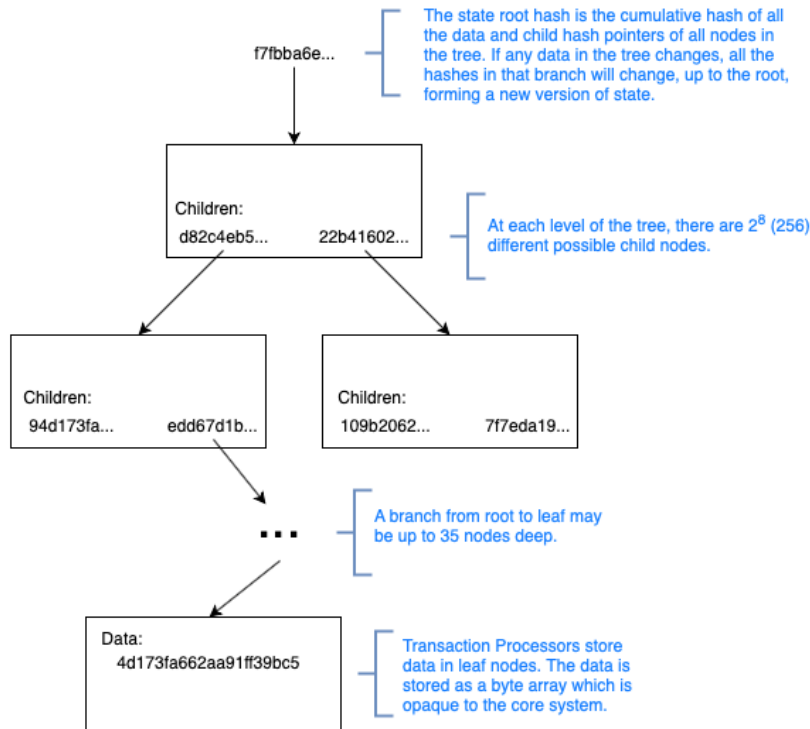 The state root hash is the cumulative hash of all
the data and child hash pointers of all nodes in
the tree. If any data in the tree changes, all the
hashes in that branch will change, up to the root,
forming a new version of state.
f7fbba6e...
Children:
d82c4eb5... 22b41602...
At each level of the tree, there are 2⁸ (256)
different possible child nodes.
Children:
94d173fa... edd67d1b...
Children:
109b2062... 7f7eda19...
...
A branch from root to leaf may
be up to 35 nodes deep.
Data:
4d173fa662aa91ff39bc5
Transaction Processors store
data in leaf nodes. The data is
stored as a byte array which is
opaque to the core system.